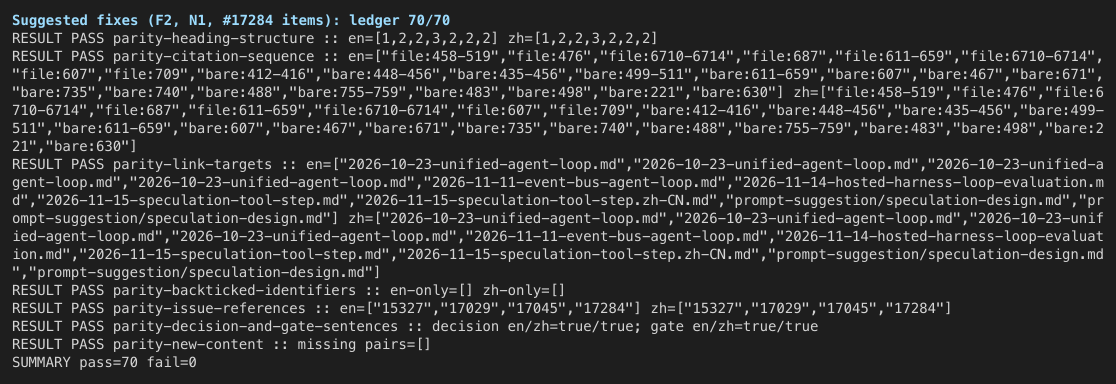 Suggested fixes (F2, N1, #17284 items): ledger 70/70
RESULT PASS parity-heading-structure :: en=[1,2,2,3,2,2,2] zh=[1,2,2,3,2,2,2]
RESULT PASS parity-citation-sequence :: en=["file:458-519","file:476","file:6710-6714","file:687","file:611-659","file:6710-6714",
"file:607","file:709","bare:412-416","bare:448-456","bare:435-456","bare:499-511","bare:611-659","bare:607","bare:467","bare:671",
"bare:735","bare:740","bare:488","bare:755-759","bare:483","bare:498","bare:221","bare:630"] zh=["file:458-519","file:476","file:6
710-6714","file:687","file:611-659","file:6710-6714","file:607","file:709","bare:412-416","bare:448-456","bare:435-456","bare:499-
511","bare:611-659","bare:607","bare:467","bare:671","bare:735","bare:740","bare:488","bare:755-759","bare:483","bare:498","bare:2
21","bare:630"]
RESULT PASS parity-link-targets :: en=["2026-10-23-unified-agent-loop.md","2026-10-23-unified-agent-loop.md","2026-10-23-unified-a
gent-loop.md","2026-10-23-unified-agent-loop.md","2026-11-11-event-bus-agent-loop.md","2026-11-14-hosted-harness-loop-evaluation.m
d","2026-11-15-speculation-tool-step.md","2026-11-15-speculation-tool-step.zh-CN.md","prompt-suggestion/speculation-design.md","pr
ompt-suggestion/speculation-design.md"] zh=["2026-10-23-unified-agent-loop.md","2026-10-23-unified-agent-loop.md","2026-10-23-unif
ied-agent-loop.md","2026-10-23-unified-agent-loop.md","2026-11-11-event-bus-agent-loop.md","2026-11-14-hosted-harness-loop-evaluat
ion.md","2026-11-15-speculation-tool-step.md","2026-11-15-speculation-tool-step.zh-CN.md","prompt-suggestion/speculation-design.md
","prompt-suggestion/speculation-design.md"]
RESULT PASS parity-backticked-identifiers :: en-only=[] zh-only=[]
RESULT PASS parity-issue-references :: en=["15327","17029","17045","17284"] zh=["15327","17029","17045","17284"]
RESULT PASS parity-decision-and-gate-sentences :: decision en/zh=true/true; gate en/zh=true/true
RESULT PASS parity-new-content :: missing pairs=[]
SUMMARY pass=70 fail=0